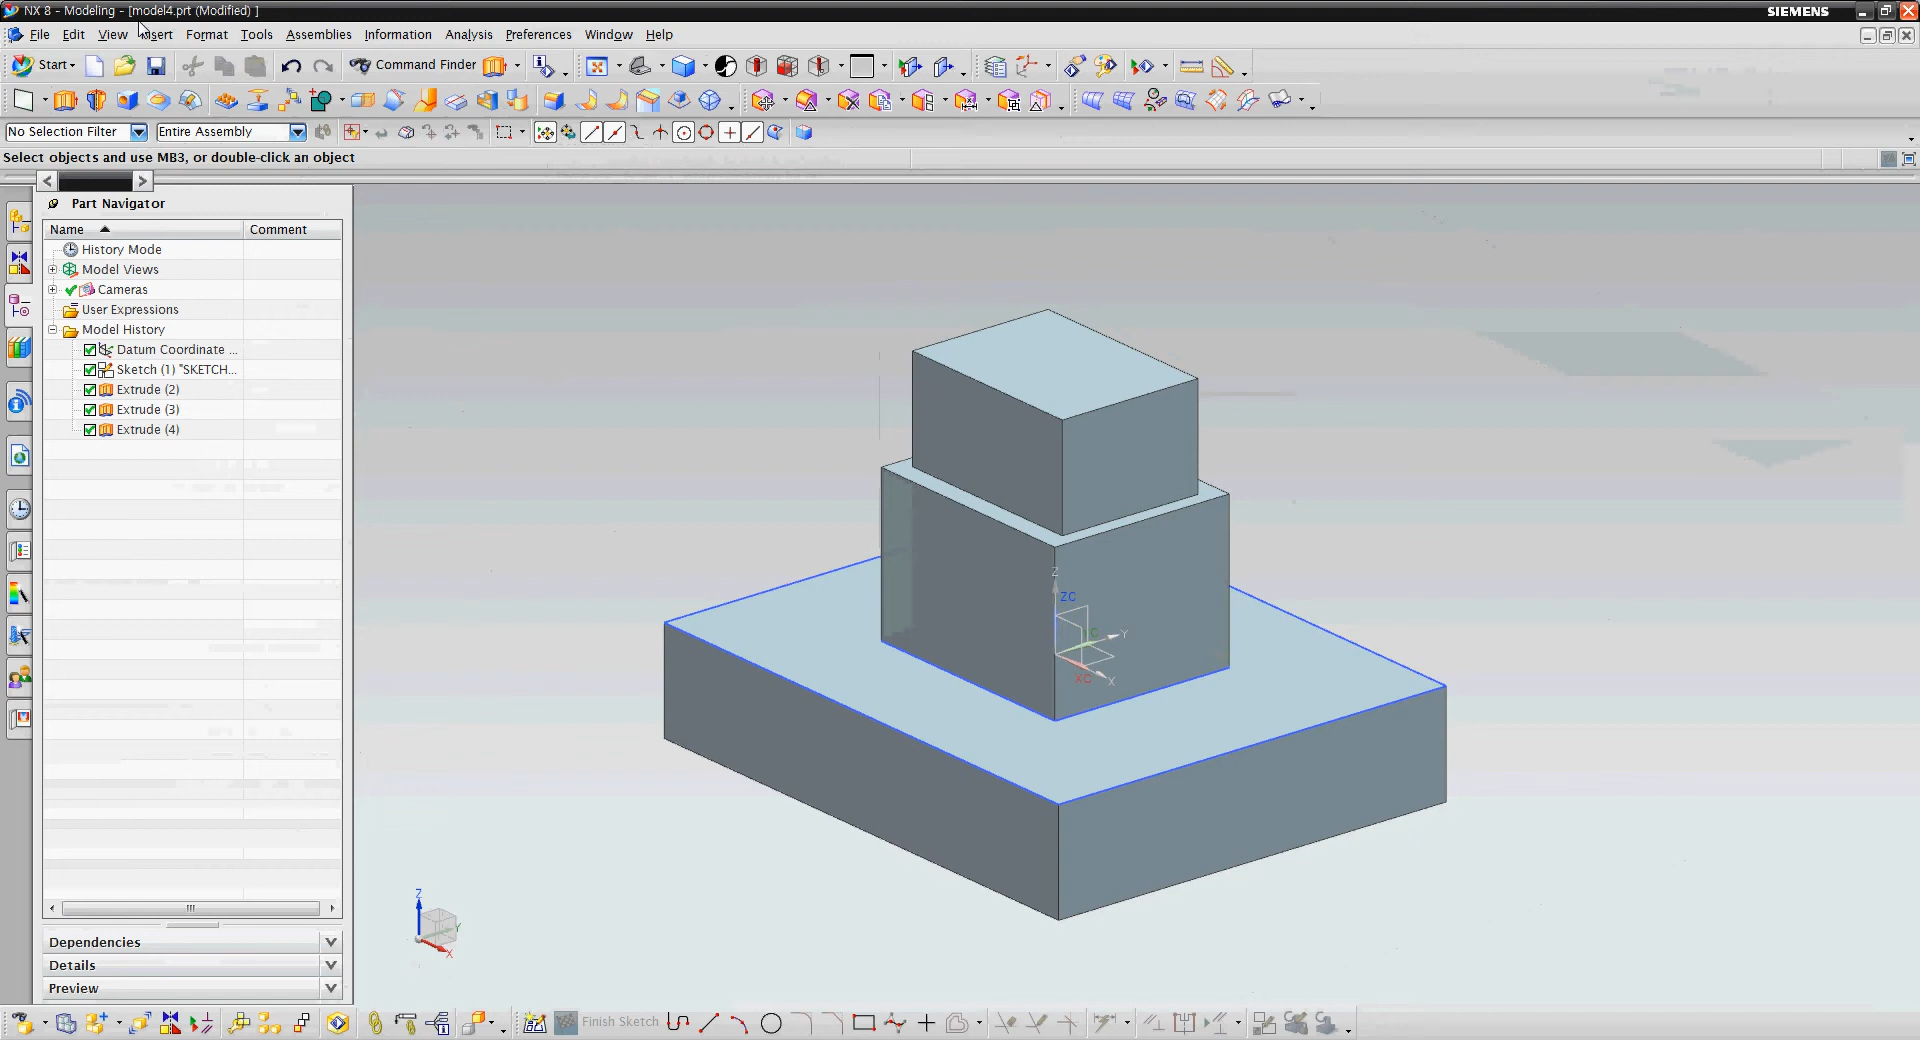 NX 8 - Modeling - [model4.prt (Modified) ]
SIEMENS
File Edit View Insert Format Tools Assemblies Information Analysis Preferences Window Help
Start Command Finder
No Selection Filter Entire Assembly
Select objects and use MB3, or double-click an object
Part Navigator
Name Comment
History Mode
Model Views
Cameras
User Expressions
Model History
Datum Coordinate ...
Sketch (1) "SKETCH...
Extrude (2)
Extrude (3)
Extrude (4)
Z
ZC
Y
XC X
Z
Y
X
Dependencies
Details
Preview
Finish Sketch